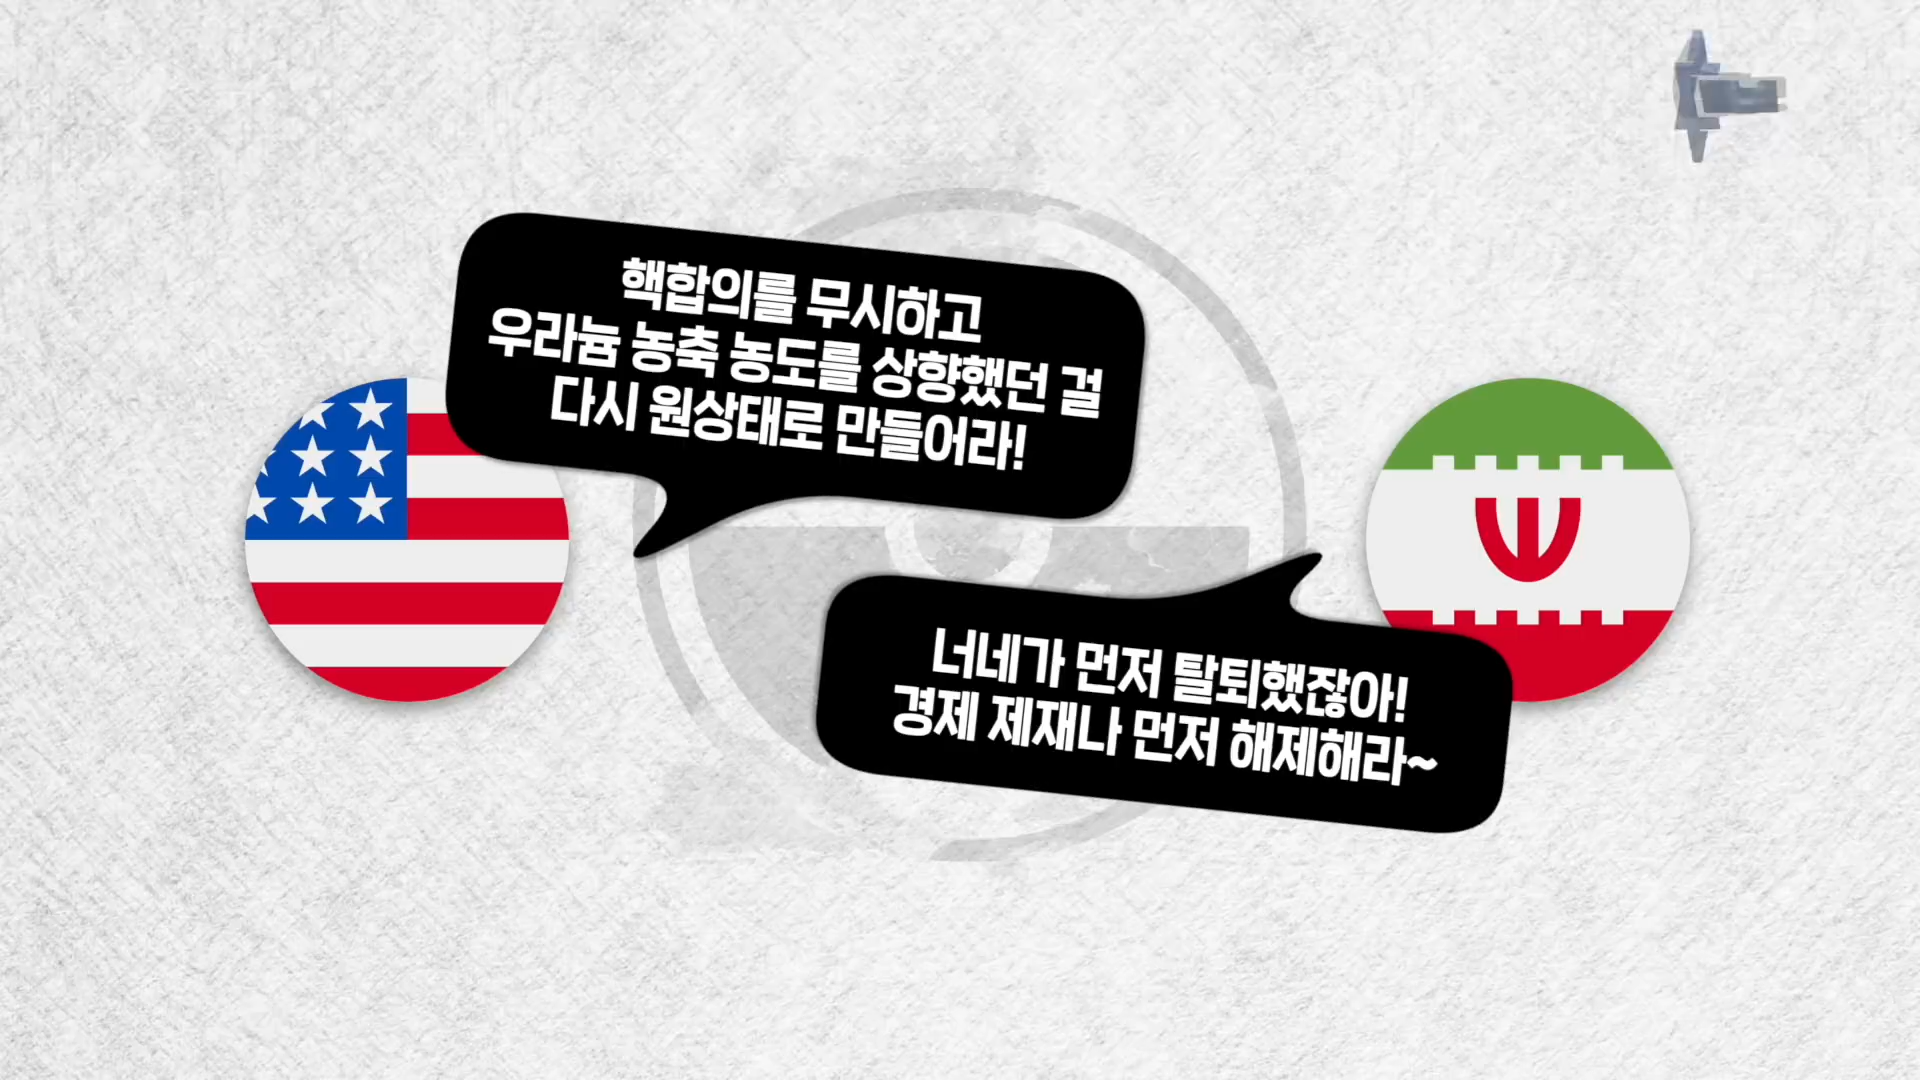 핵합의를 무시하고
우라늄 농축 농도를 상향했던 걸
다시 원상태로 만들어라!
너네가 먼저 탈퇴했잖아!
경제 제재나 먼저 해제해라~